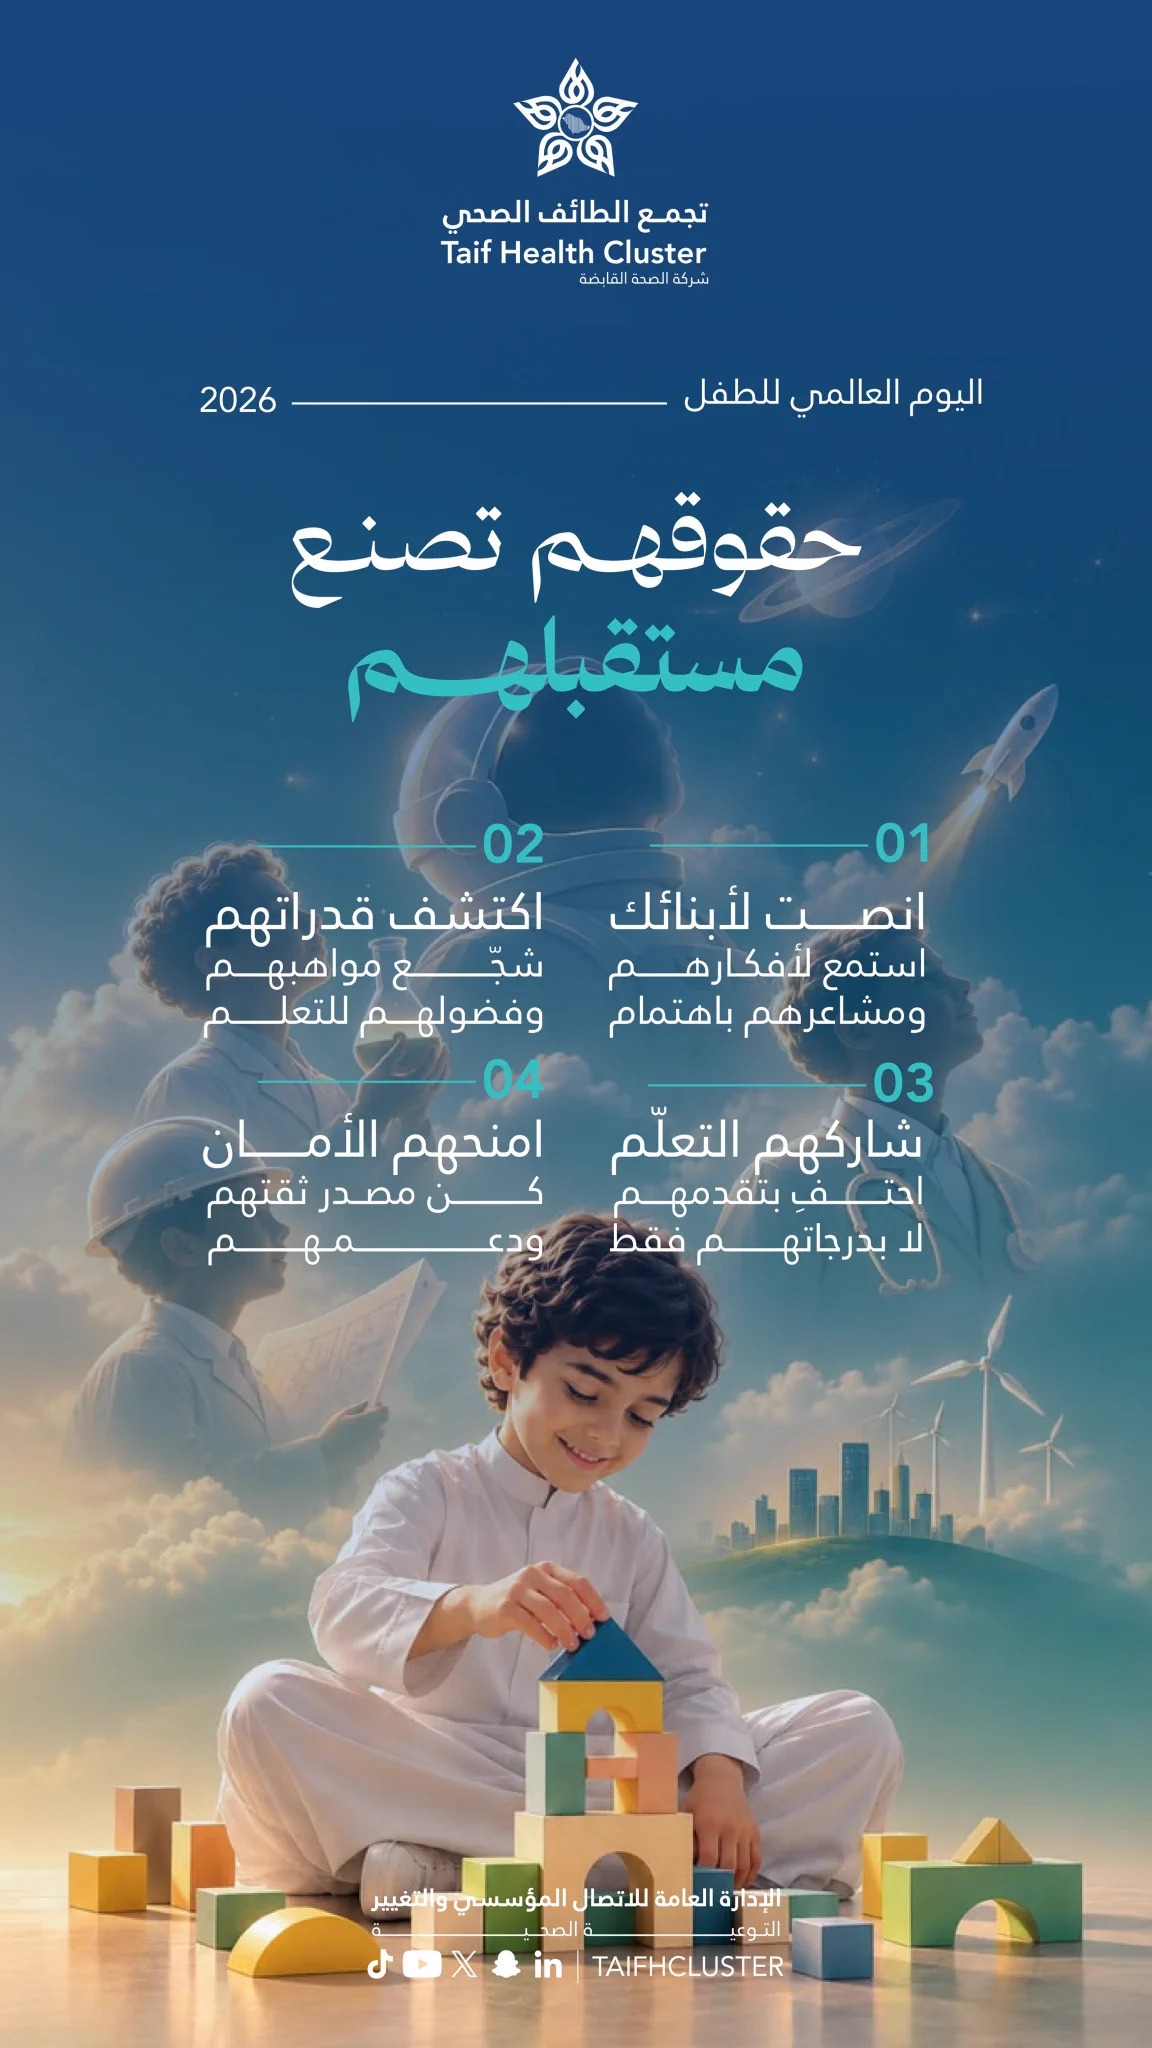 تجمع الطائف الصحي
Taif Health Cluster
شركة الصحة القابضة
اليوم العالمي للطفل 2026
حقوقهم تصنع
مستقبلهم
01
انصت لأبنائك
استمع لأفكارهم
ومشاعرهم باهتمام
02
اكتشف قدراتهم
شجّع مواهبهم
وفضولهم للتعلم
03
شاركهم التعلّم
احتفِ بتقدمهم
لا بدرجاتهم فقط
04
امنحهم الأمان
كن مصدر ثقتهم
ودعمهم
الإدارة العامة للاتصال المؤسسي والتغيير
التوعية الصحية
TAIFHCLUSTER